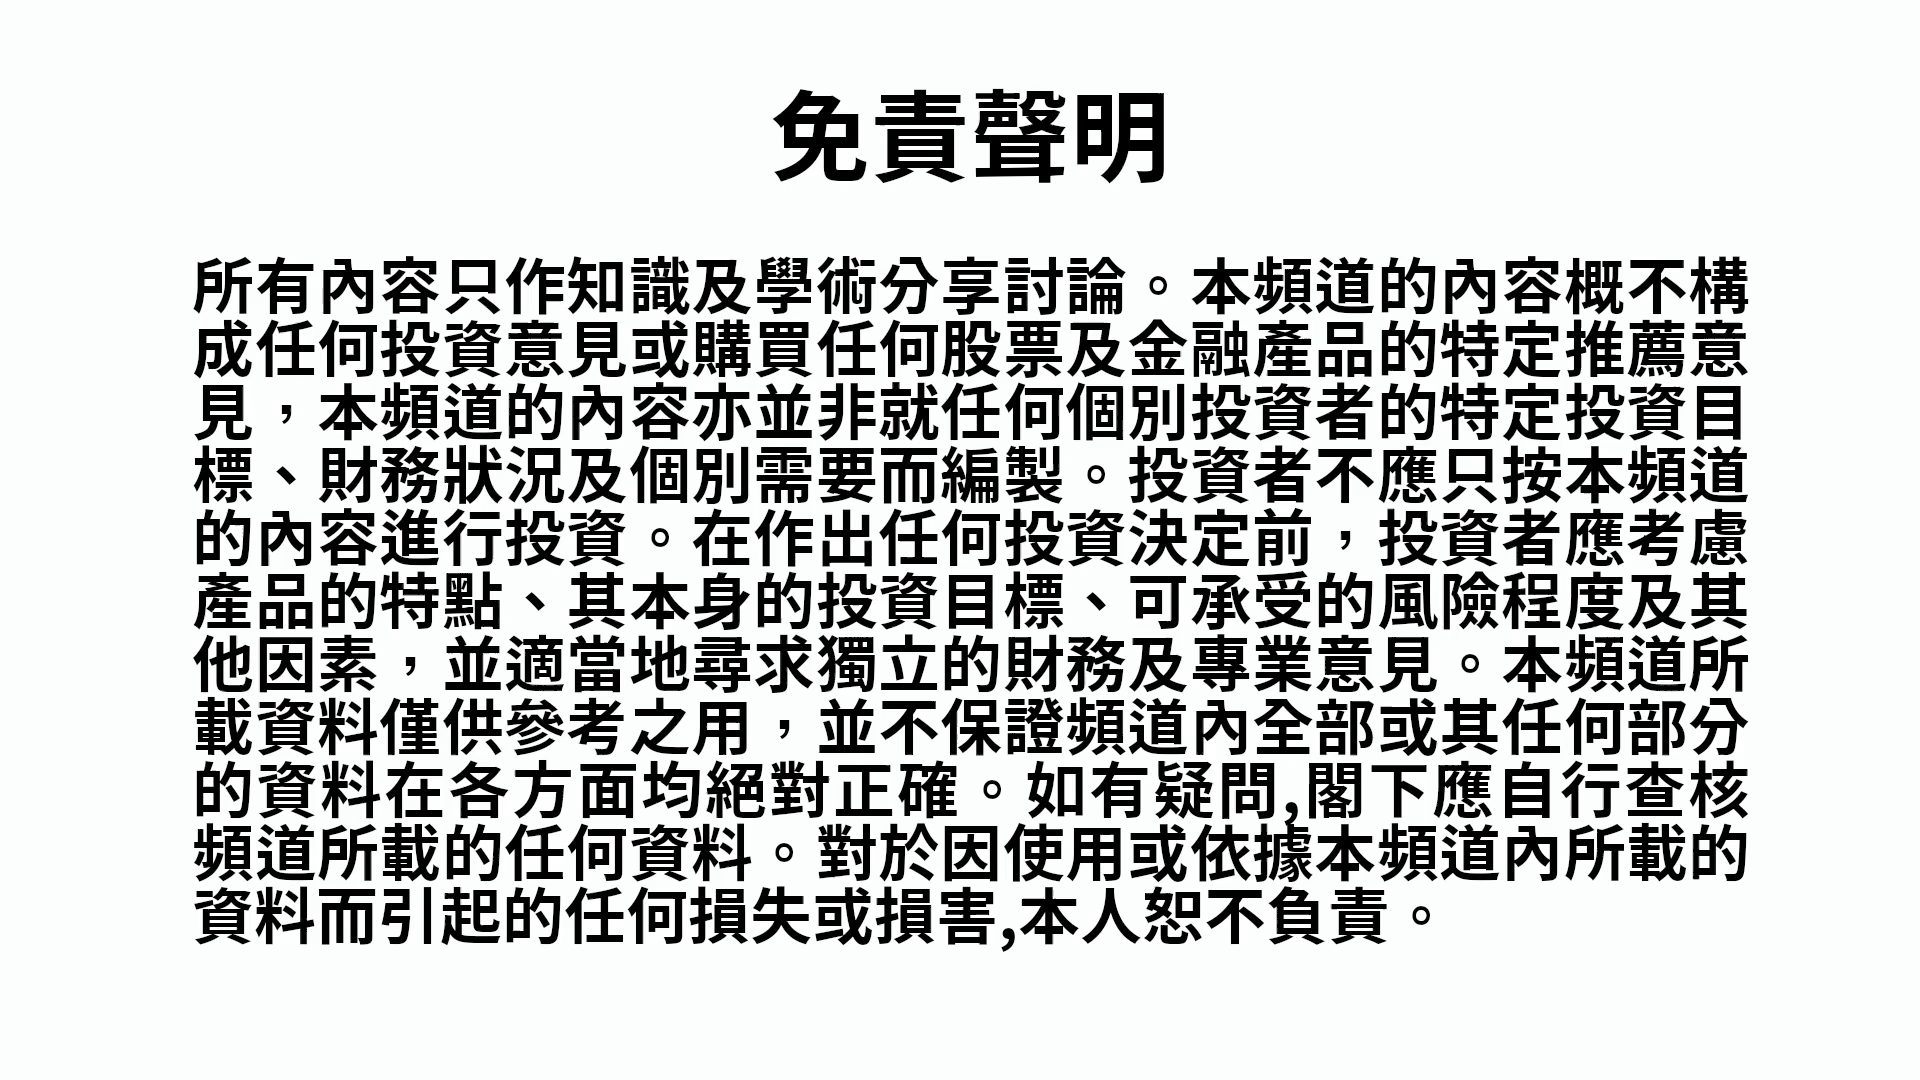 免責聲明
所有內容只作知識及學術分享討論。本頻道的內容概不構
成任何投資意見或購買任何股票及金融產品的特定推薦意
見，本頻道的內容亦並非就任何個別投資者的特定投資目
標、財務狀況及個別需要而編製。投資者不應只按本頻道
的內容進行投資。在作出任何投資決定前，投資者應考慮
產品的特點、其本身的投資目標、可承受的風險程度及其
他因素，並適當地尋求獨立的財務及專業意見。本頻道所
載資料僅供參考之用，並不保證頻道內全部或其任何部分
的資料在各方面均絕對正確。如有疑問,閣下應自行查核
頻道所載的任何資料。對於因使用或依據本頻道內所載的
資料而引起的任何損失或損害,本人恕不負責。